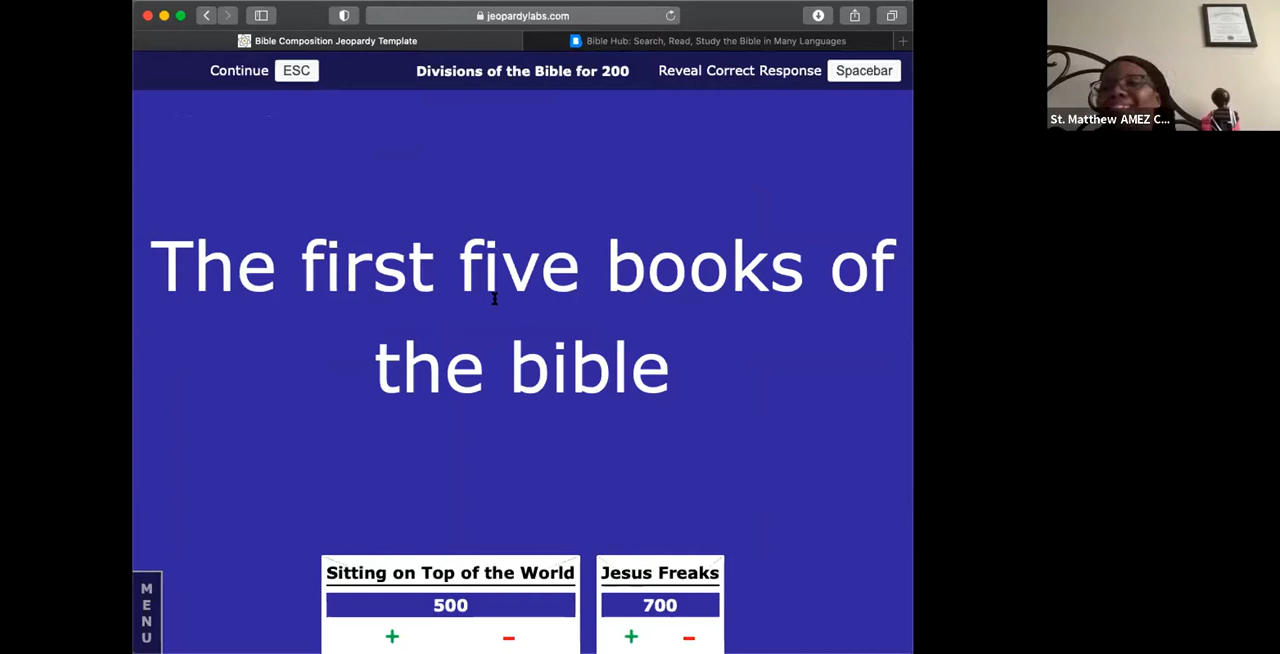 jeopardylabs.com
Bible Composition Jeopardy Template
Bible Hub: Search, Read, Study the Bible in Many Languages
Continue ESC
Divisions of the Bible for 200
Reveal Correct Response Spacebar
St. Matthew AMEZ C...
The first five books of
the bible
Sitting on Top of the World
500
+ −
Jesus Freaks
700
+ −
MENU